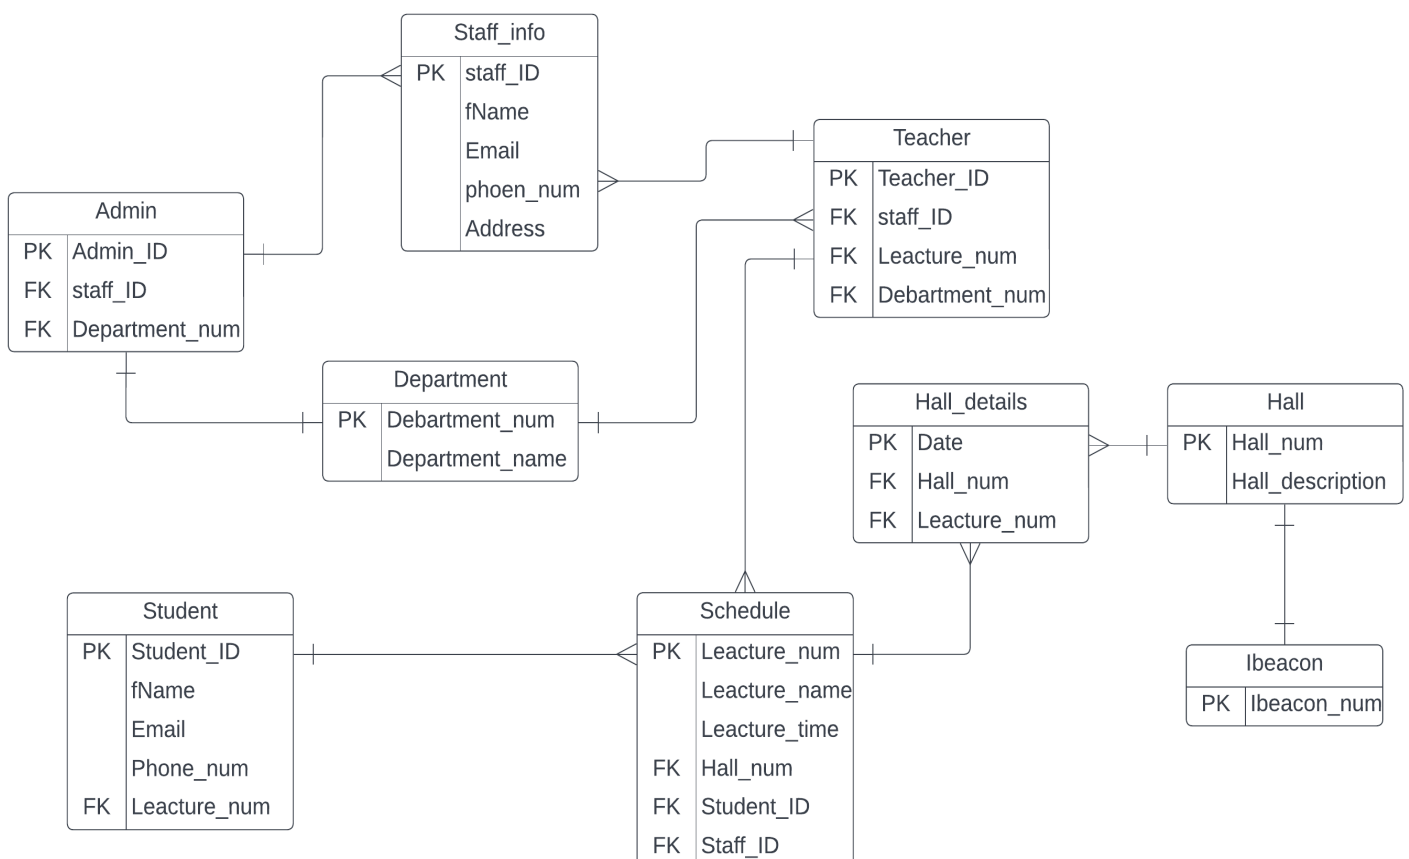 Staff_info
PK staff_ID
fName
Email
phoen_num
Address
Teacher
PK Teacher_ID
FK staff_ID
FK Leacture_num
FK Debartment_num
Admin
PK Admin_ID
FK staff_ID
FK Department_num
Department
PK Debartment_num
Department_name
Hall_details
PK Date
FK Hall_num
FK Leacture_num
Hall
PK Hall_num
Hall_description
Student
PK Student_ID
fName
Email
Phone_num
FK Leacture_num
Schedule
PK Leacture_num
Leacture_name
Leacture_time
FK Hall_num
FK Student_ID
FK Staff_ID
Ibeacon
PK Ibeacon_num